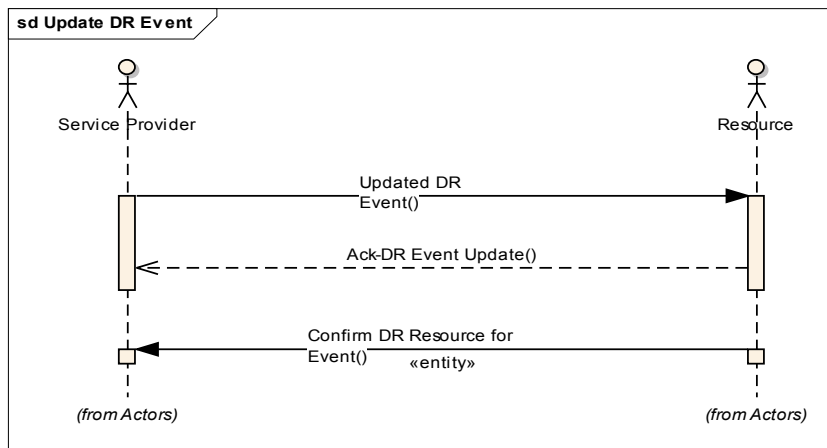 sd Update DR Event
Service Provider
Resource
Updated DR
Event()
Ack-DR Event Update()
Confirm DR Resource for
Event()
«entity»
(from Actors)
(from Actors)